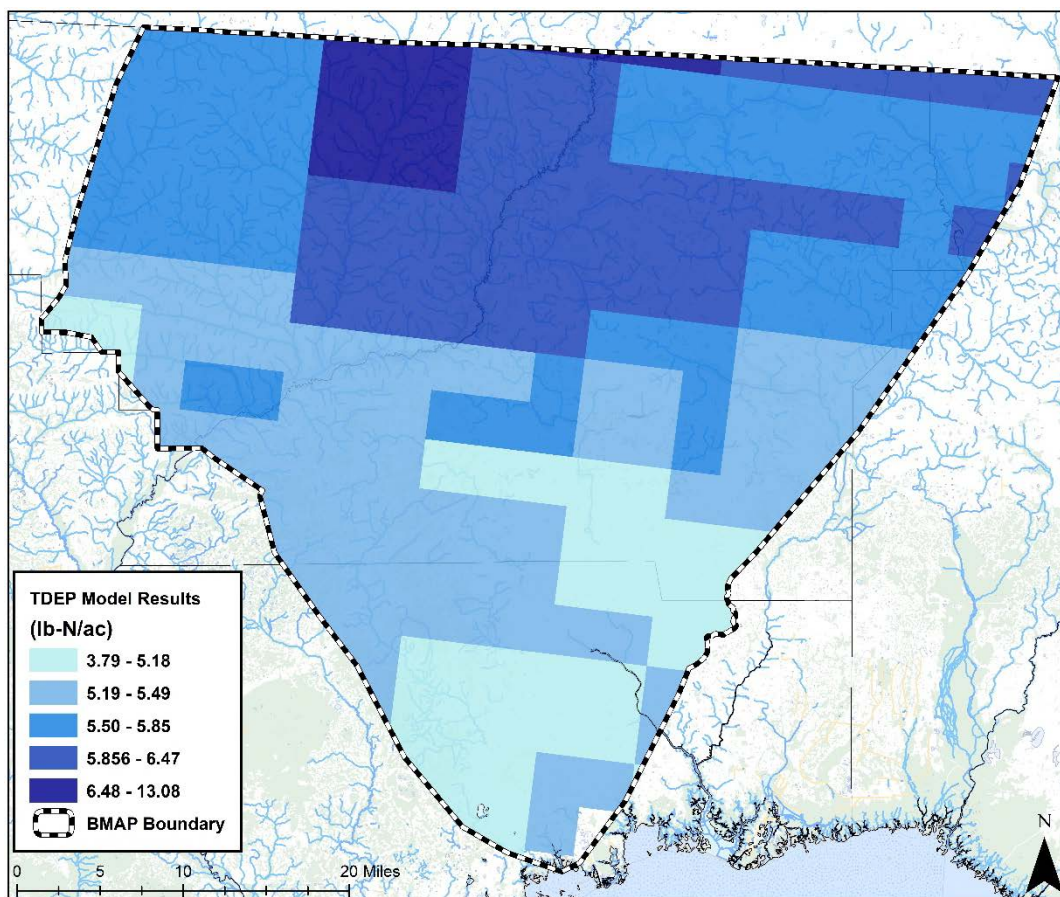 TDEP Model Results
(lb-N/ac)
3.79 - 5.18
5.19 - 5.49
5.50 - 5.85
5.856 - 6.47
6.48 - 13.08
BMAP Boundary
N
0 5 10 20 Miles